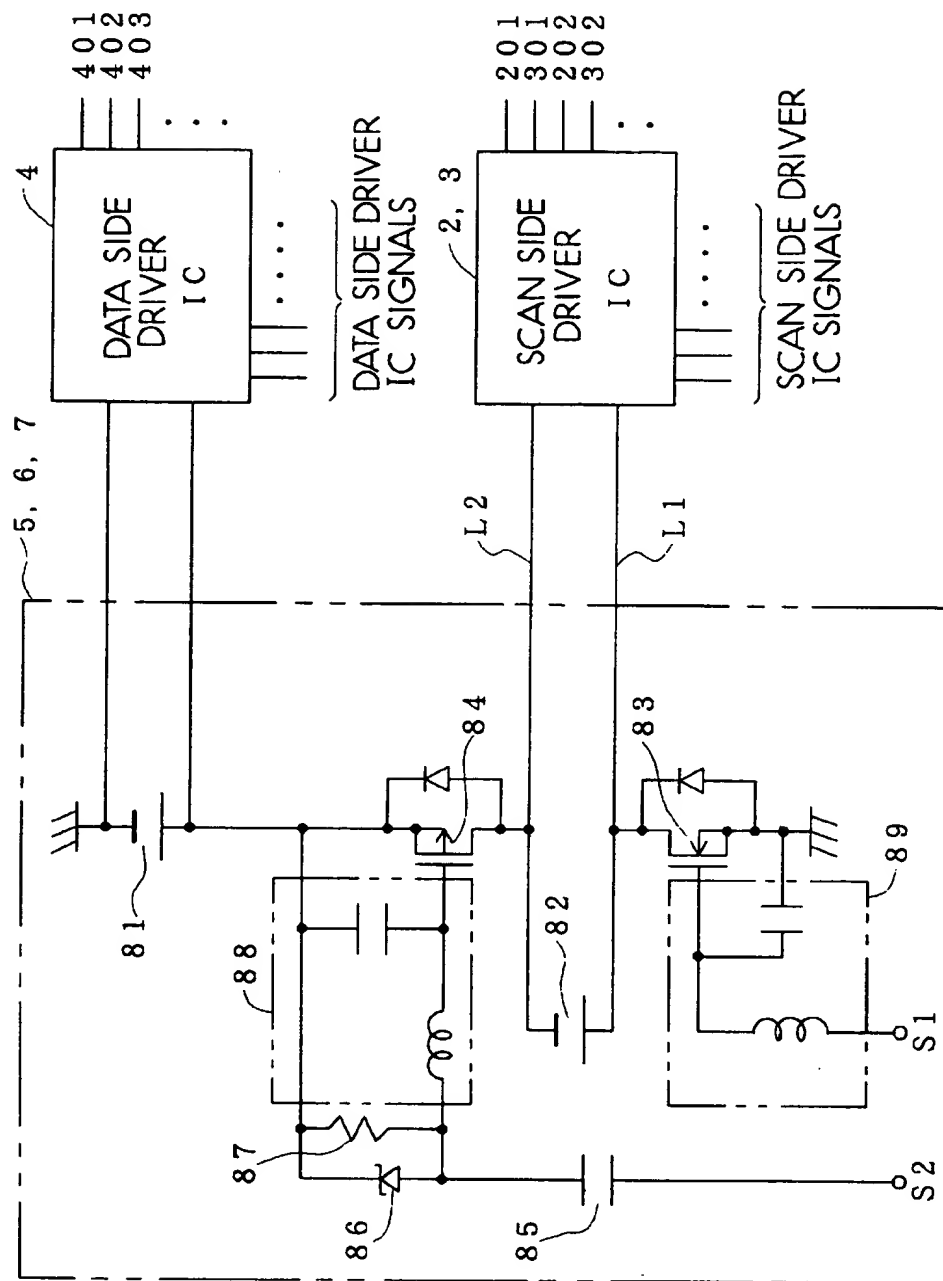 5, 6, 7
4
DATA SIDE
DRIVER
IC
401
402
403
. . .
. . . .
DATA SIDE DRIVER
IC SIGNALS
81
88
87
86
84
85
S2
L2
L1
2, 3
SCAN SIDE
DRIVER
IC
201
301
202
302
. .
. . . .
SCAN SIDE DRIVER
IC SIGNALS
82
83
89
S1